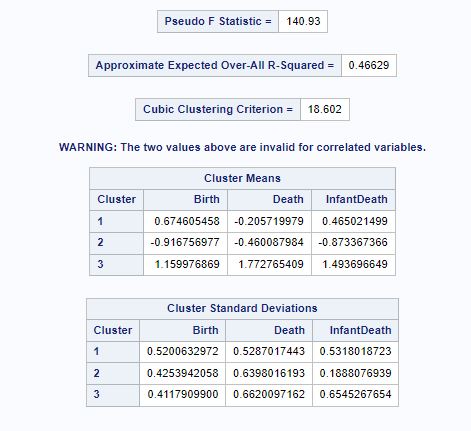 Pseudo F Statistic = 140.93
Approximate Expected Over-All R-Squared = 0.46629
Cubic Clustering Criterion = 18.602
WARNING: The two values above are invalid for correlated variables.
Cluster Means
Cluster Birth Death InfantDeath
1 0.674605458 -0.205719979 0.465021499
2 -0.916756977 -0.460087984 -0.873367366
3 1.159976869 1.772765409 1.493696649
Cluster Standard Deviations
Cluster Birth Death InfantDeath
1 0.5200632972 0.5287017443 0.5318018723
2 0.4253942058 0.6398016193 0.1888076939
3 0.4117909900 0.6620097162 0.6545267654